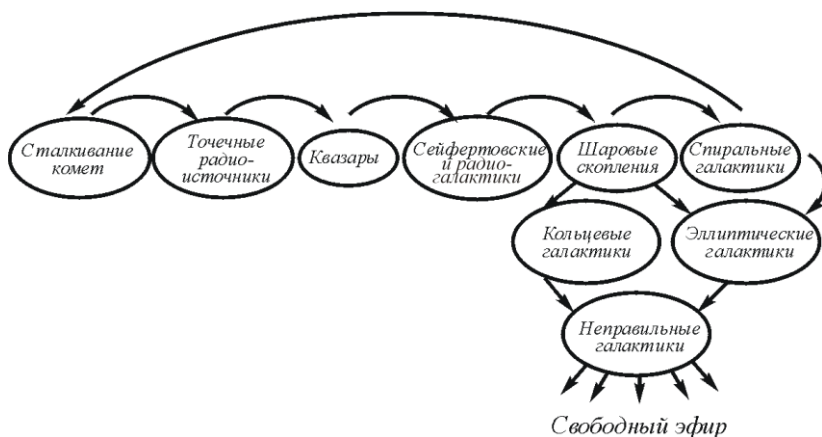 Сталкивание
комет
Точечные
радио-
источники
Квазары
Сейфертовские
и радио-
галактики
Шаровые
скопления
Спиральные
галактики
Кольцевые
галактики
Эллиптические
галактики
Неправильные
галактики
Свободный эфир